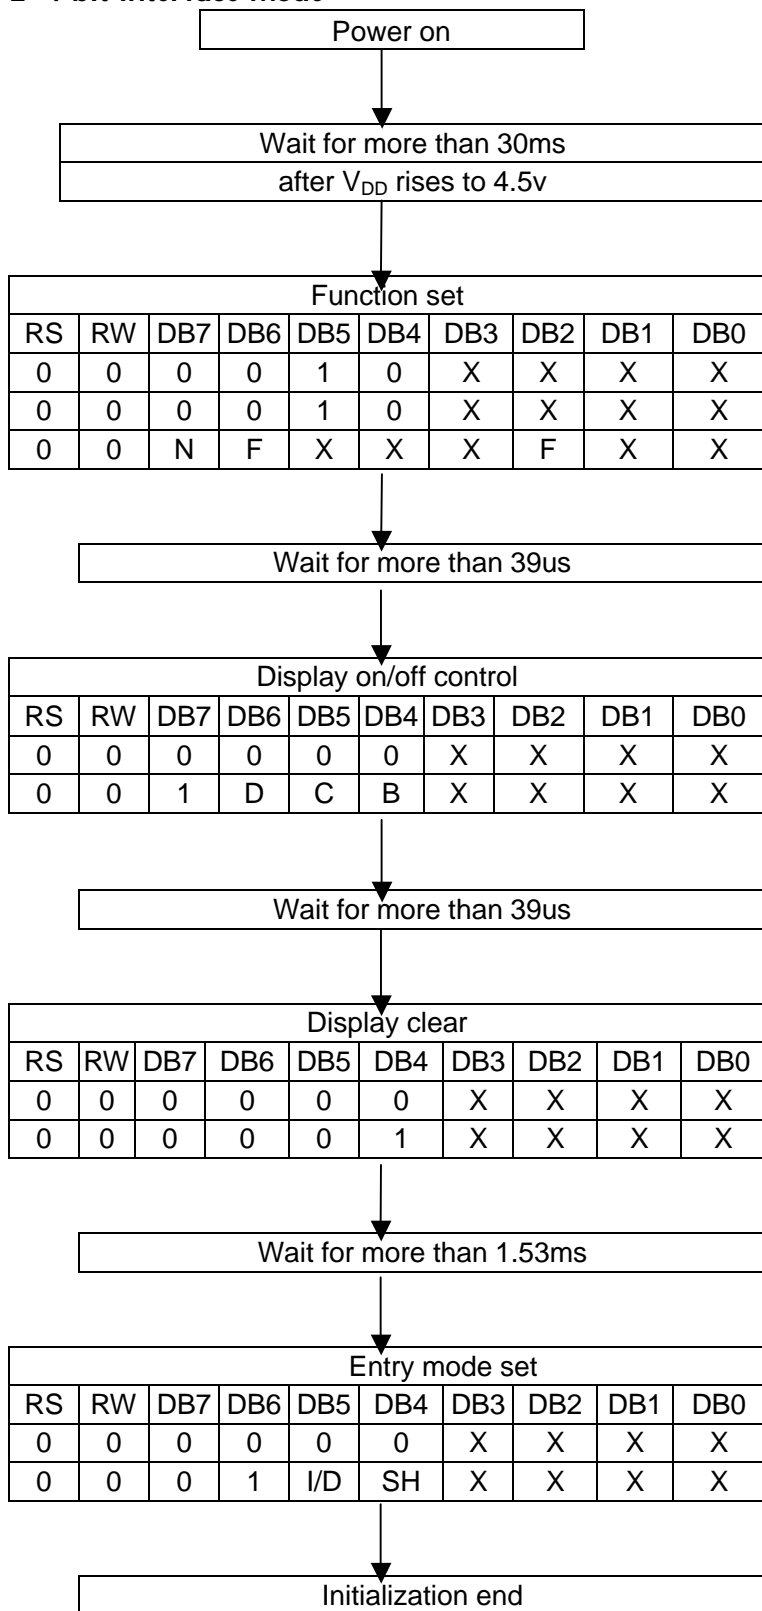 Power on
Wait for more than 30ms
after VDD rises to 4.5v
Function set
RS RW DB7 DB6 DB5 DB4 DB3 DB2 DB1 DB0
0 0 0 0 1 0 X X X X
0 0 0 0 1 0 X X X X
0 0 N F X X X F X X
Wait for more than 39us
Display on/off control
RS RW DB7 DB6 DB5 DB4 DB3 DB2 DB1 DB0
0 0 0 0 0 0 X X X X
0 0 1 D C B X X X X
Wait for more than 39us
Display clear
RS RW DB7 DB6 DB5 DB4 DB3 DB2 DB1 DB0
0 0 0 0 0 0 X X X X
0 0 0 0 0 1 X X X X
Wait for more than 1.53ms
Entry mode set
RS RW DB7 DB6 DB5 DB4 DB3 DB2 DB1 DB0
0 0 0 0 0 0 X X X X
0 0 0 1 I/D SH X X X X
Initialization end